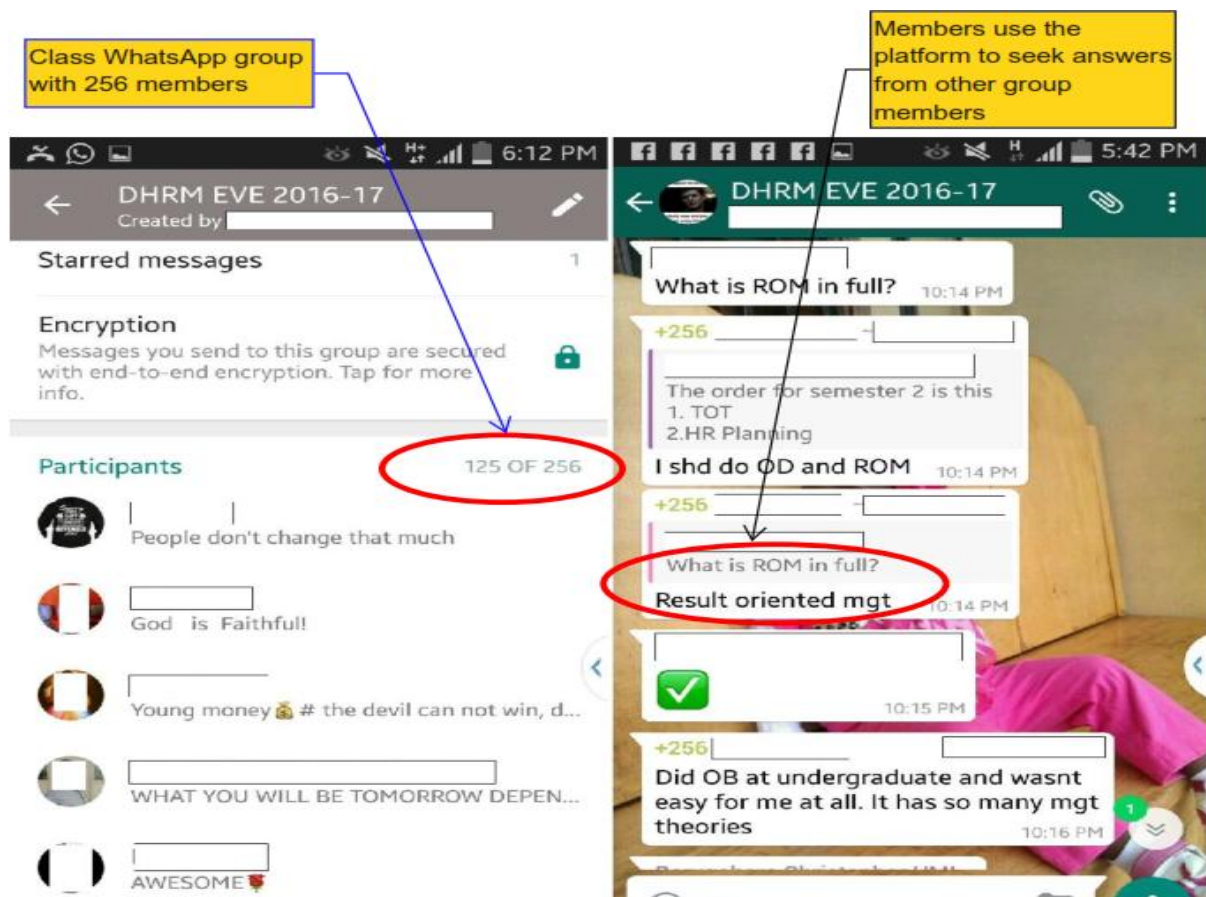 Class WhatsApp group
with 256 members
Members use the
platform to seek answers
from other group
members
H+
6:12 PM
DHRM EVE 2016-17
Created by
Starred messages 1
Encryption
Messages you send to this group are secured
with end-to-end encryption. Tap for more
info.
Participants 125 OF 256
People don't change that much
God is Faithful!
Young money💰# the devil can not win, d...
WHAT YOU WILL BE TOMORROW DEPEN...
AWESOME🌹
H 5:42 PM
DHRM EVE 2016-17
What is ROM in full? 10:14 PM
+256 ~
The order for semester 2 is this
1. TOT
2.HR Planning
I shd do OD and ROM 10:14 PM
+256 ~
What is ROM in full?
Result oriented mgt 10:14 PM
✅
10:15 PM
+256
Did OB at undergraduate and wasnt
easy for me at all. It has so many mgt
theories 10:16 PM
1